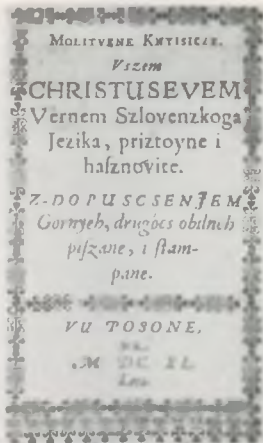 MOLITVENE KNYISICZE,
Vszem
CHRISTUSEVEM
Vernem Szlovenzkoga
Jezika, priztoyne i
hasznovite.
Z-DOPUSCSENJEM
Gornyeh, drugócs obilneh
piszane, i stam-
pane.
VU POSONE,
M DC XL